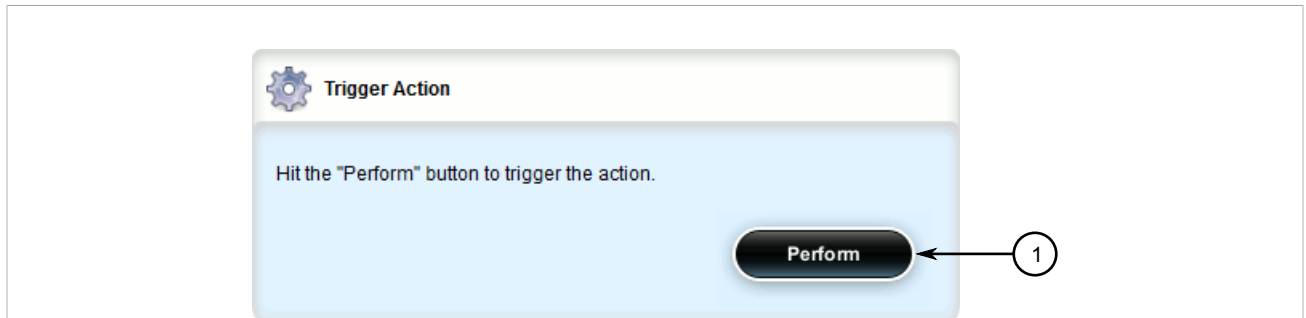 Trigger Action
Hit the "Perform" button to trigger the action.
Perform
1